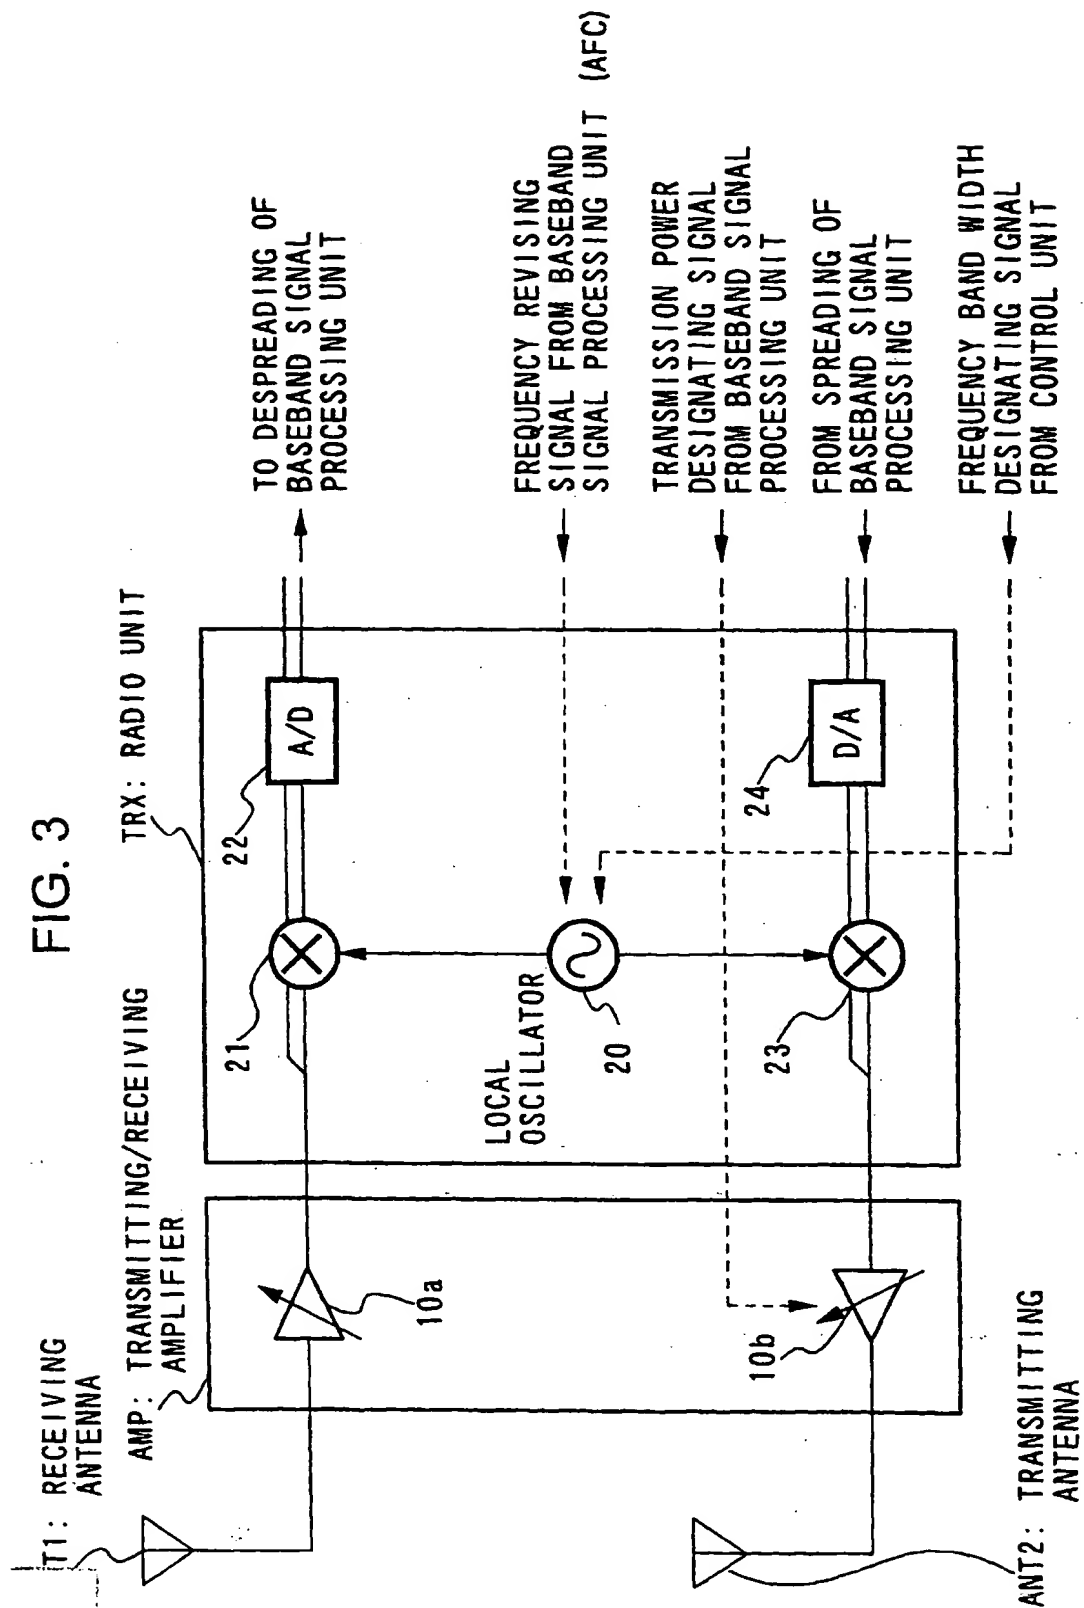 FIG. 3
T1: RECEIVING
ANTENNA
AMP: TRANSMITTING/RECEIVING
AMPLIFIER
TRX: RADIO UNIT
10a
21
22
A/D
TO DESPREADING OF
BASEBAND SIGNAL
PROCESSING UNIT
LOCAL
OSCILLATOR
20
FREQUENCY REVISING
SIGNAL FROM BASEBAND
SIGNAL PROCESSING UNIT (AFC)
TRANSMISSION POWER
DESIGNATING SIGNAL
FROM BASEBAND SIGNAL
PROCESSING UNIT
10b
23
24
D/A
FROM SPREADING OF
BASEBAND SIGNAL
PROCESSING UNIT
FREQUENCY BAND WIDTH
DESIGNATING SIGNAL
FROM CONTROL UNIT
ANT2: TRANSMITTING
ANTENNA